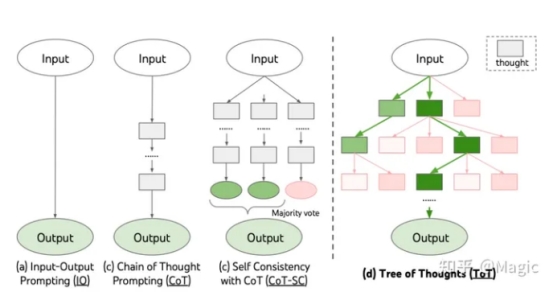 Input
Input
Input
Input
thought
......
......
......
......
......
......
Majority vote
Output
Output
Output
Output
(a) Input-Output
Prompting (IO)
(c) Chain of Thought
Prompting (CoT)
(c) Self Consistency
with CoT (CoT-SC)
(d) Tree of Thoughts (ToT)
知乎 @Magic